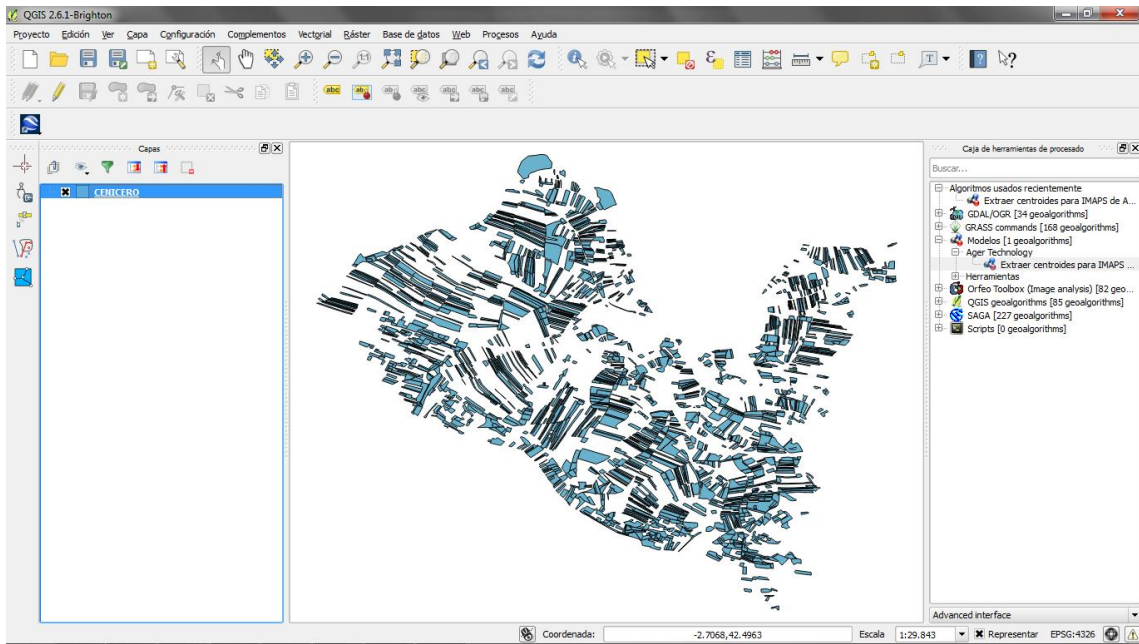 QGIS 2.6.1-Brighton
Proyecto Edición Ver Capa Configuración Complementos Vectorial Ráster Base de datos Web Procesos Ayuda
Capas
CENICERO
Caja de herramientas de procesado
Buscar...
Algoritmos usados recientemente
Extraer centroides para IMAPS de A...
GDAL/OGR [34 geoalgorithms]
GRASS commands [168 geoalgorithms]
Modelos [1 geoalgorithms]
Ager Technology
Extraer centroides para IMAPS ...
Herramientas
Orfeo Toolbox (Image analysis) [82 geo...
QGIS geoalgorithms [85 geoalgorithms]
SAGA [227 geoalgorithms]
Scripts [0 geoalgorithms]
Advanced interface
Coordenada: -2.7068,42.4963 Escala 1:29.843 Representar EPSG:4326